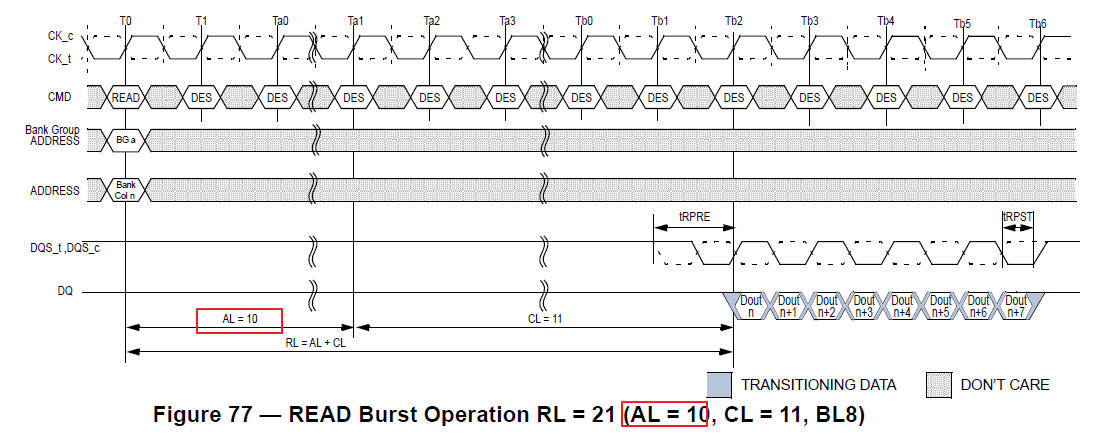 T0 T1 Ta0 Ta1 Ta2 Ta3 Tb0 Tb1 Tb2 Tb3 Tb4 Tb5 Tb6
CK_c
CK_t
CMD READ DES DES DES DES DES DES DES DES DES DES DES DES
Bank Group
ADDRESS BG a
ADDRESS Bank
Col n
tRPRE tRPST
DQS_t ,DQS_c
DQ Dout Dout Dout Dout Dout Dout Dout Dout
n n+1 n+2 n+3 n+4 n+5 n+6 n+7
AL = 10 CL = 11
RL = AL + CL
TRANSITIONING DATA DON'T CARE
Figure 77 — READ Burst Operation RL = 21 (AL = 10, CL = 11, BL8)